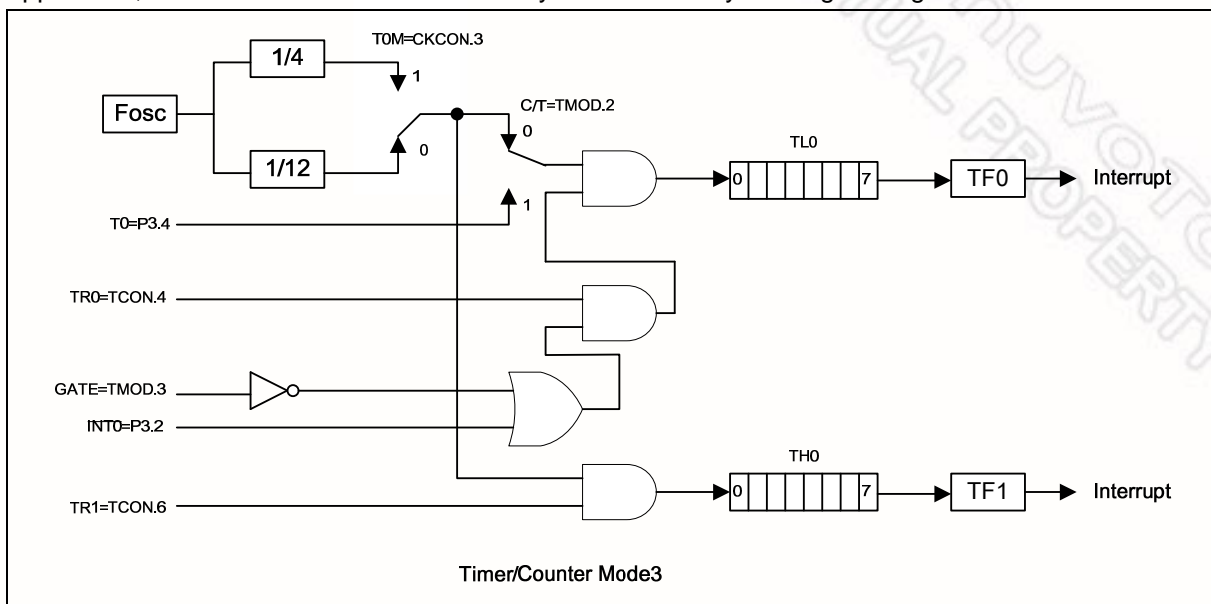 T0M=CKCON.3
1/4
1
Fosc
C/T=TMOD.2
0
0
TL0
1/12
0
7
TF0
Interrupt
1
T0=P3.4
TR0=TCON.4
GATE=TMOD.3
INT0=P3.2
TH0
0
7
TF1
Interrupt
TR1=TCON.6
Timer/Counter Mode3